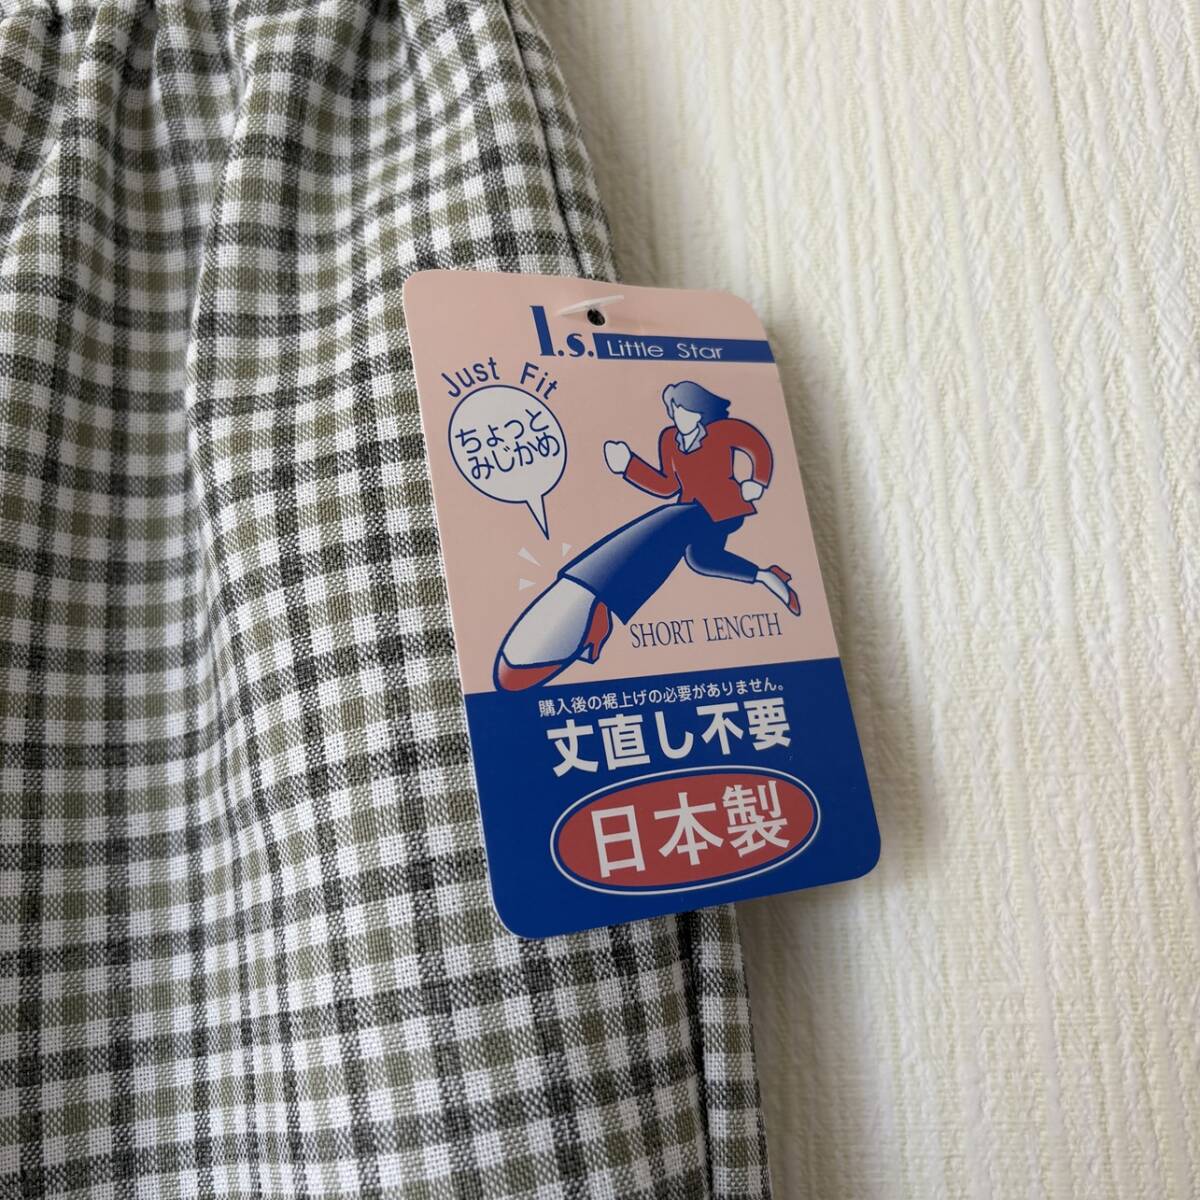 l.s. Little Star
Just Fit
ちょっと
みじかめ
SHORT LENGTH
購入後の裾上げの必要がありません。
丈直し不要
日本製